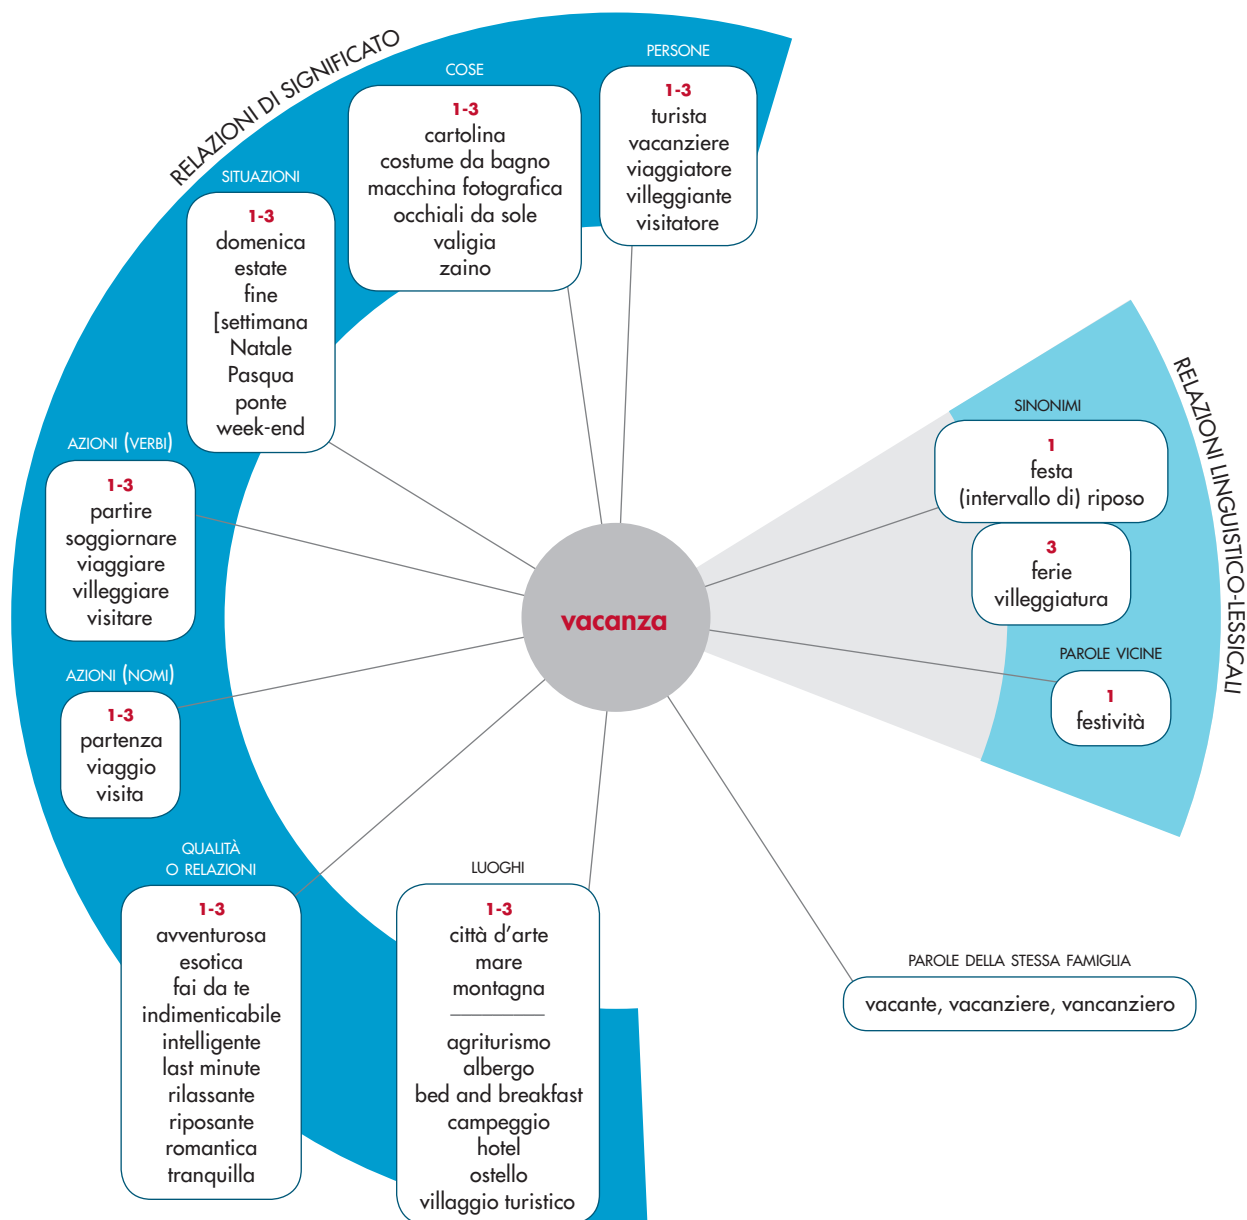 RELAZIONI DI SIGNIFICATO
PERSONE
1-3
turista
vacanziere
viaggiatore
villeggiante
visitatore
COSE
1-3
cartolina
costume da bagno
macchina fotografica
occhiali da sole
valigia
zaino
SITUAZIONI
1-3
domenica
estate
fine
[settimana
Natale
Pasqua
ponte
week-end
AZIONI (VERBI)
1-3
partire
soggiornare
viaggiare
villeggiare
visitare
AZIONI (NOMI)
1-3
partenza
viaggio
visita
QUALITÀ
O RELAZIONI
1-3
avventurosa
esotica
fai da te
indimenticabile
intelligente
last minute
rilassante
riposante
romantica
tranquilla
LUOGHI
1-3
città d'arte
mare
montagna
agriturismo
albergo
bed and breakfast
campeggio
hotel
ostello
villaggio turistico
vacanza
RELAZIONI LINGUISTICO-LESSICALI
SINONIMI
1
festa
(intervallo di) riposo
3
ferie
villeggiatura
PAROLE VICINE
1
festività
PAROLE DELLA STESSA FAMIGLIA
vacante, vacanziere, vancanziero